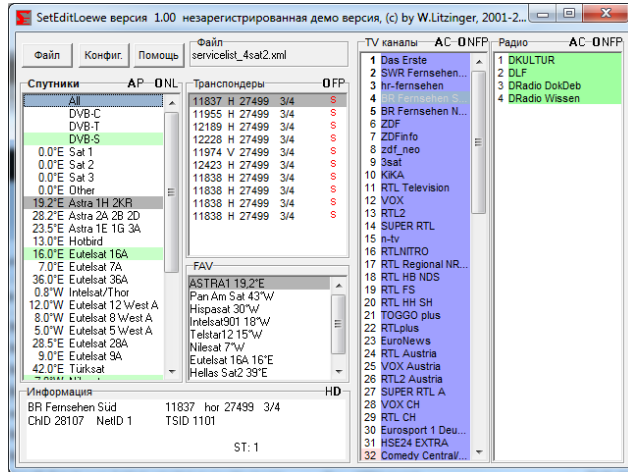 SetEditLoewe версия 1.00 незарегистрированная демо версия, (c) by W.Litzinger, 2001-2...
Файл Конфиг. Помощь
Файл
servicelist_4sat2.xml
Спутники AP ONL
All
DVB-C
DVB-T
DVB-S
0.0°E Sat 1
0.0°E Sat 2
0.0°E Sat 3
0.0°E Other
19.2°E Astra 1H 2KR
28.2°E Astra 2A 2B 2D
23.5°E Astra 1E 1G 3A
13.0°E Hotbird
16.0°E Eutelsat 16A
7.0°E Eutelsat 7A
36.0°E Eutelsat 36A
0.8°W Intelsat/Thor
12.0°W Eutelsat 12 West A
8.0°W Eutelsat 8 West A
5.0°W Eutelsat 5 West A
28.5°E Eutelsat 28A
9.0°E Eutelsat 9A
42.0°E Türksat
Транспондеры OFP
11837 H 27499 3/4 S
11955 H 27499 3/4 S
12189 H 27499 3/4 S
12228 H 27499 3/4 S
11974 V 27499 3/4 S
12423 H 27499 3/4 S
11838 H 27499 3/4 S
11838 H 27499 3/4 S
11838 H 27499 3/4 S
11838 H 27499 3/4 S
FAV
ASTRA1 19,2°E
Pan Am Sat 43°W
Hispasat 30°W
Intelsat901 18°W
Telstar12 15°W
Nilesat 7°W
Eutelsat 16A 16°E
Hellas Sat2 39°E
Информация HD
BR Fernsehen Süd 11837 hor 27499 3/4
ChID 28107 NetID 1 TSID 1101
ST: 1
TV каналы AC ONFP
1 Das Erste
2 SWR Fernsehen...
3 hr-fernsehen
4 BR Fernsehen S...
5 BR Fernsehen N...
6 ZDF
7 ZDFinfo
8 zdf_neo
9 3sat
10 KiKA
11 RTL Television
12 VOX
13 RTL2
14 SUPER RTL
15 n-tv
16 RTLNITRO
17 RTL Regional NR...
18 RTL HB NDS
19 RTL FS
20 RTL HH SH
21 TOGGO plus
22 RTLplus
23 EuroNews
24 RTL Austria
25 VOX Austria
26 RTL2 Austria
27 SUPER RTL A
28 VOX CH
29 RTL CH
30 Eurosport 1 Deu...
31 HSE24 EXTRA
32 Comedy Central/...
Радио AC ONFP
1 DKULTUR
2 DLF
3 DRadio DokDeb
4 DRadio Wissen